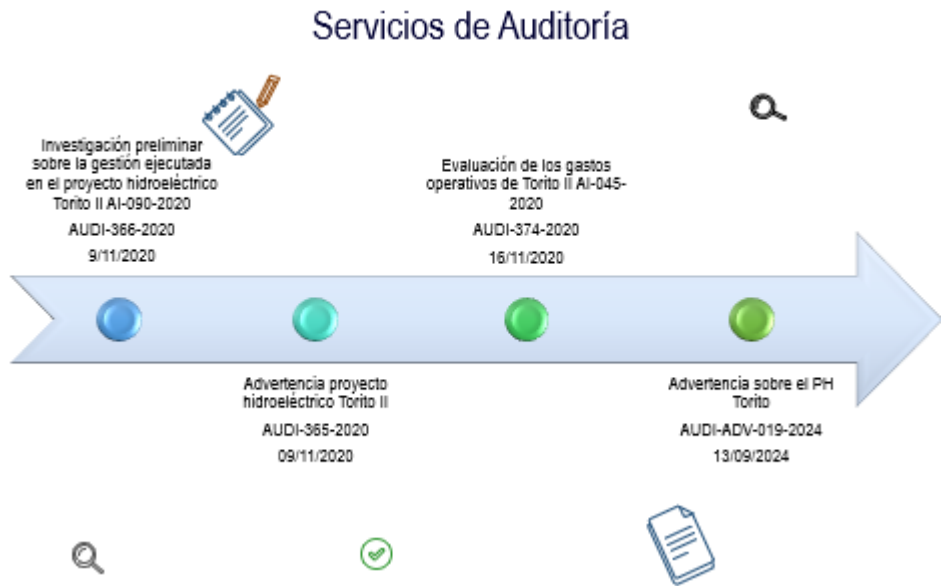 Servicios de Auditoría
Investigación preliminar
sobre la gestión ejecutada
en el proyecto hidroeléctrico
Torito II AI-090-2020
AUDI-366-2020
9/11/2020
Advertencia proyecto
hidroeléctrico Torito II
AUDI-365-2020
09/11/2020
Evaluación de los gastos
operativos de Torito II AI-045-
2020
AUDI-374-2020
16/11/2020
Advertencia sobre el PH
Torito
AUDI-ADV-019-2024
13/09/2024